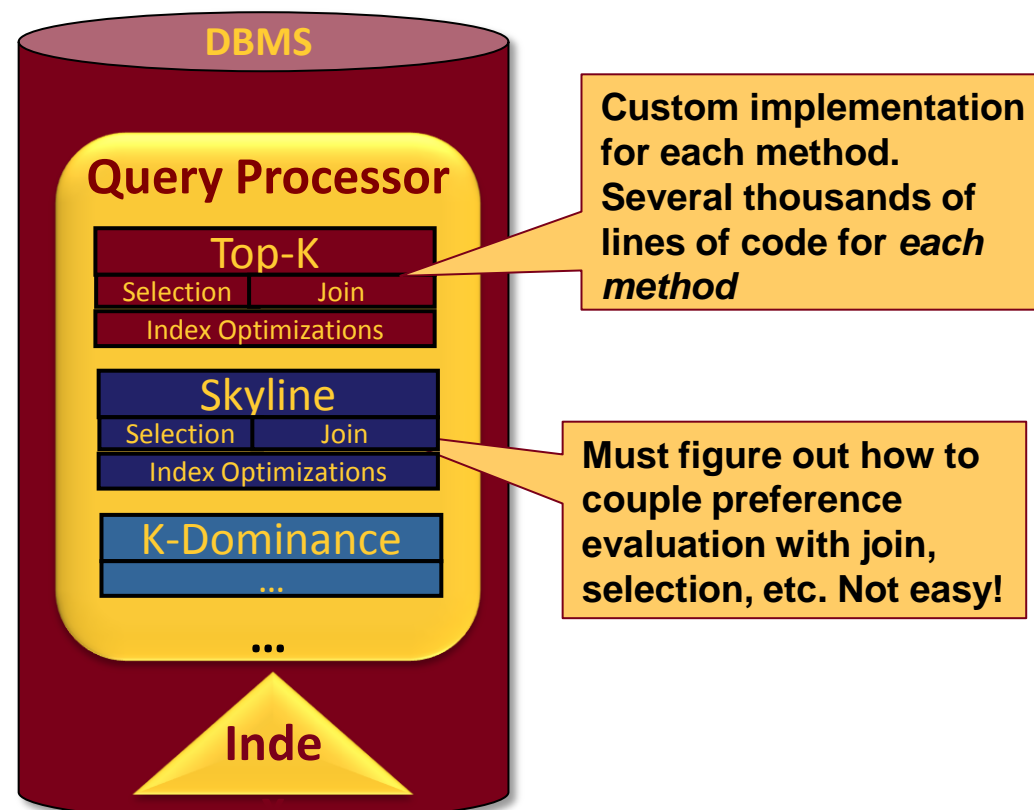 DBMS
Query Processor
Top-K
Selection Join
Index Optimizations
Skyline
Selection Join
Index Optimizations
K-Dominance
...
...
Inde
Custom implementation
for each method.
Several thousands of
lines of code for each
method
Must figure out how to
couple preference
evaluation with join,
selection, etc. Not easy!